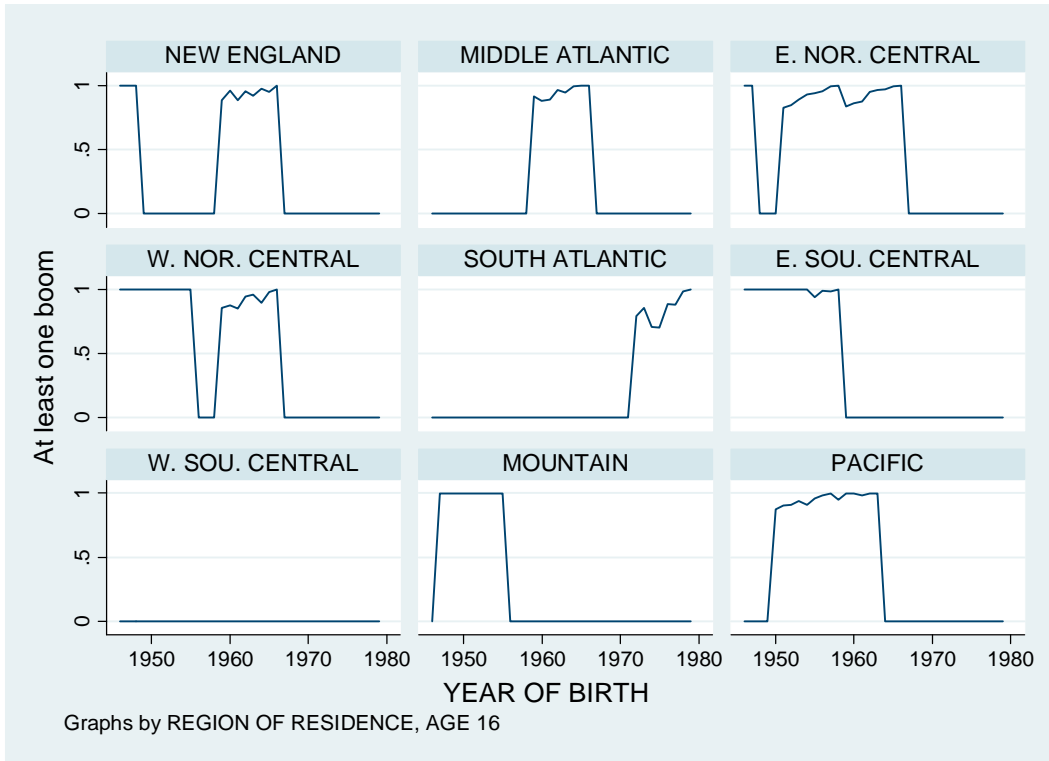 NEW ENGLAND MIDDLE ATLANTIC E. NOR. CENTRAL
1
.5
0
W. NOR. CENTRAL SOUTH ATLANTIC E. SOU. CENTRAL
1
.5
0
W. SOU. CENTRAL MOUNTAIN PACIFIC
1
.5
0
At least one boom
1950 1960 1970 1980 1950 1960 1970 1980 1950 1960 1970 1980
YEAR OF BIRTH
Graphs by REGION OF RESIDENCE, AGE 16